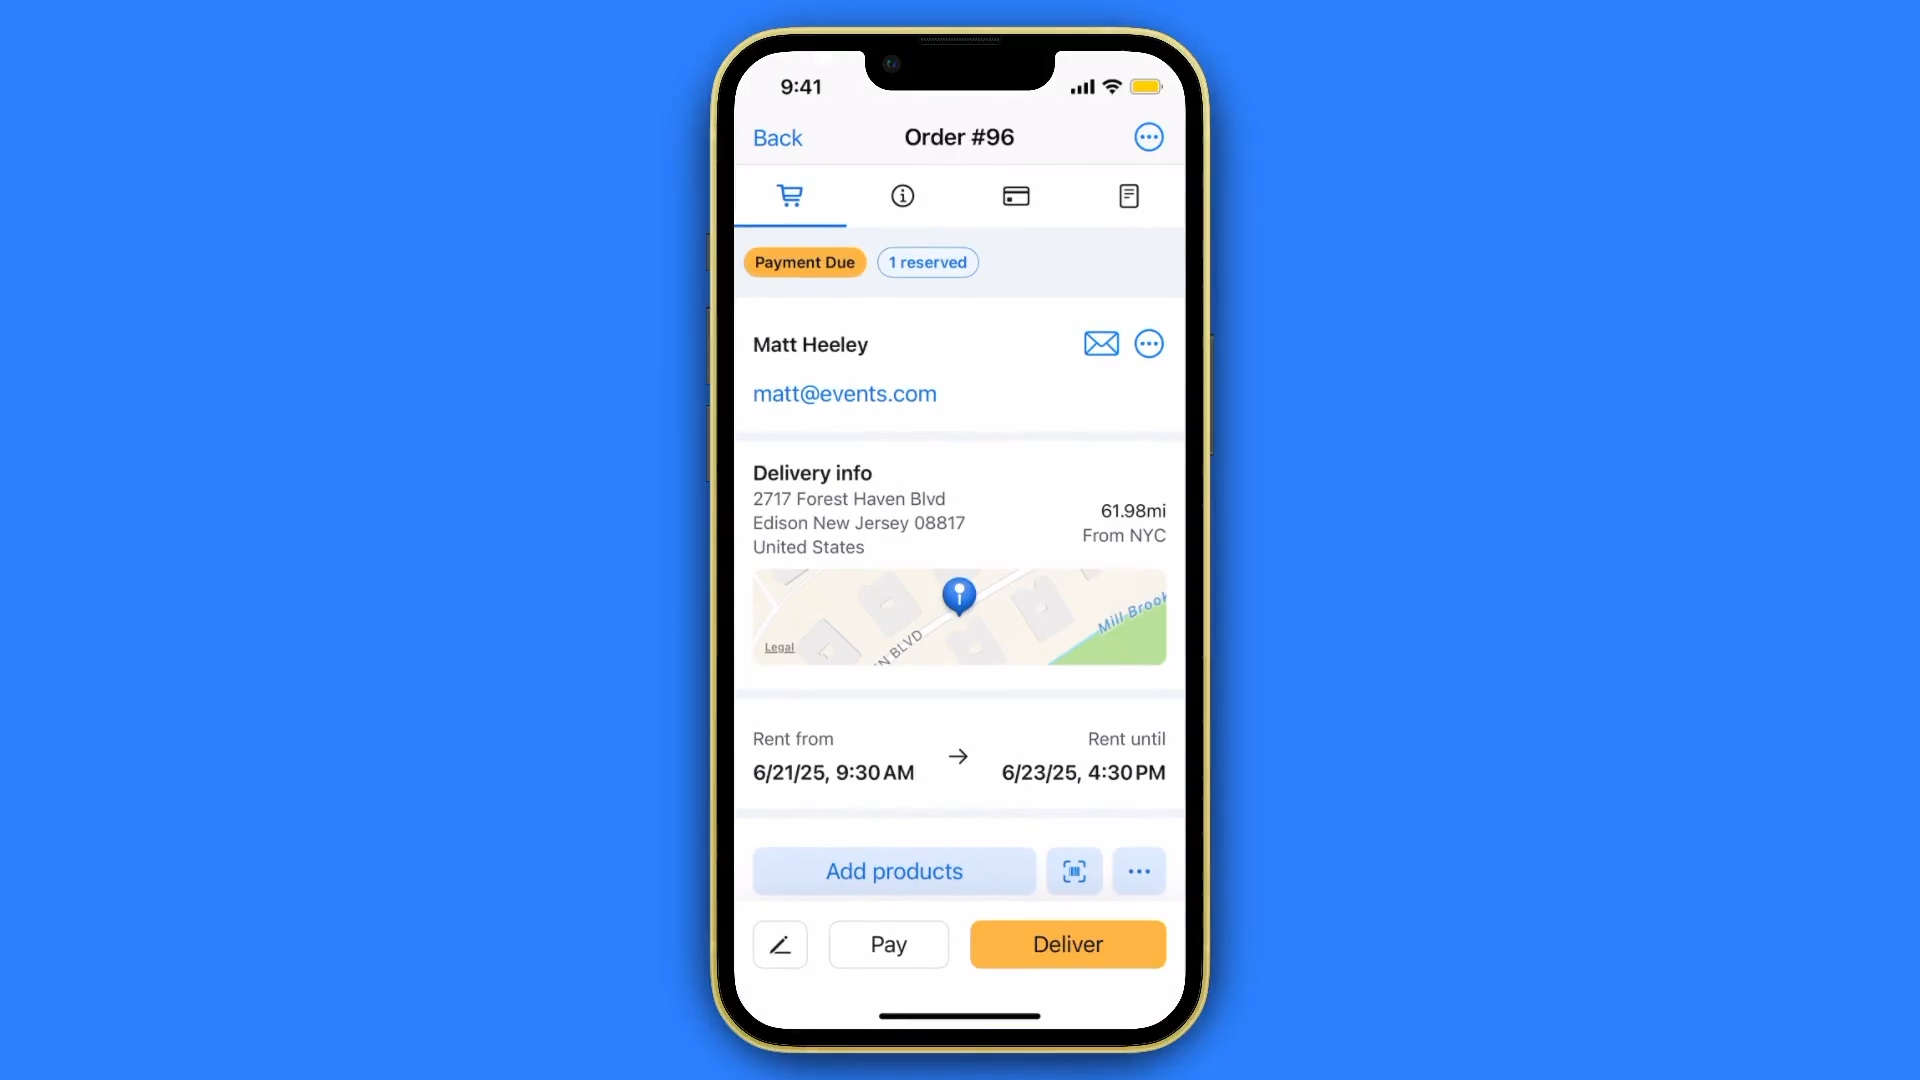 9:41
Back
Order #96
Payment Due
1 reserved
Matt Heeley
matt@events.com
Delivery info
2717 Forest Haven Blvd
Edison New Jersey 08817
United States
61.98mi
From NYC
Mill Brook
N BLVD
Legal
Rent from
6/21/25, 9:30 AM
Rent until
6/23/25, 4:30 PM
Add products
Pay
Deliver